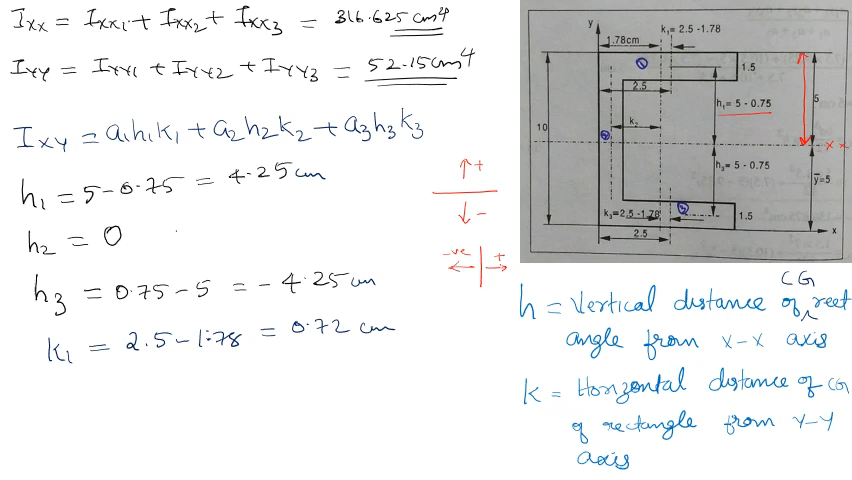 Ixx = Ixx1 + Ixx2 + Ixx3 = 316.625 cm⁴
Iyy = Iyy1 + Iyy2 + Iyy3 = 52.15 cm⁴
Ixy = a1h1k1 + a2h2k2 + a3h3k3
h1 = 5-0.75 = 4.25 cm
h2 = 0
h3 = 0.75-5 = -4.25 cm
k1 = 2.5-1.78 = 0.72 cm
↑ +
↓ -
-ve +
y
k1= 2.5 -1.78
1.78cm
1
1.5
2.5
h1= 5 - 0.75
5
10
k2
2
x x
h3= 5 - 0.75
y̅=5
k3=2.5 -1.78
3
1.5
x
2.5
CG
h = Vertical distance of rect
angle from x-x axis
k = Horizontal distance of CG
of rectangle from Y-Y
axis